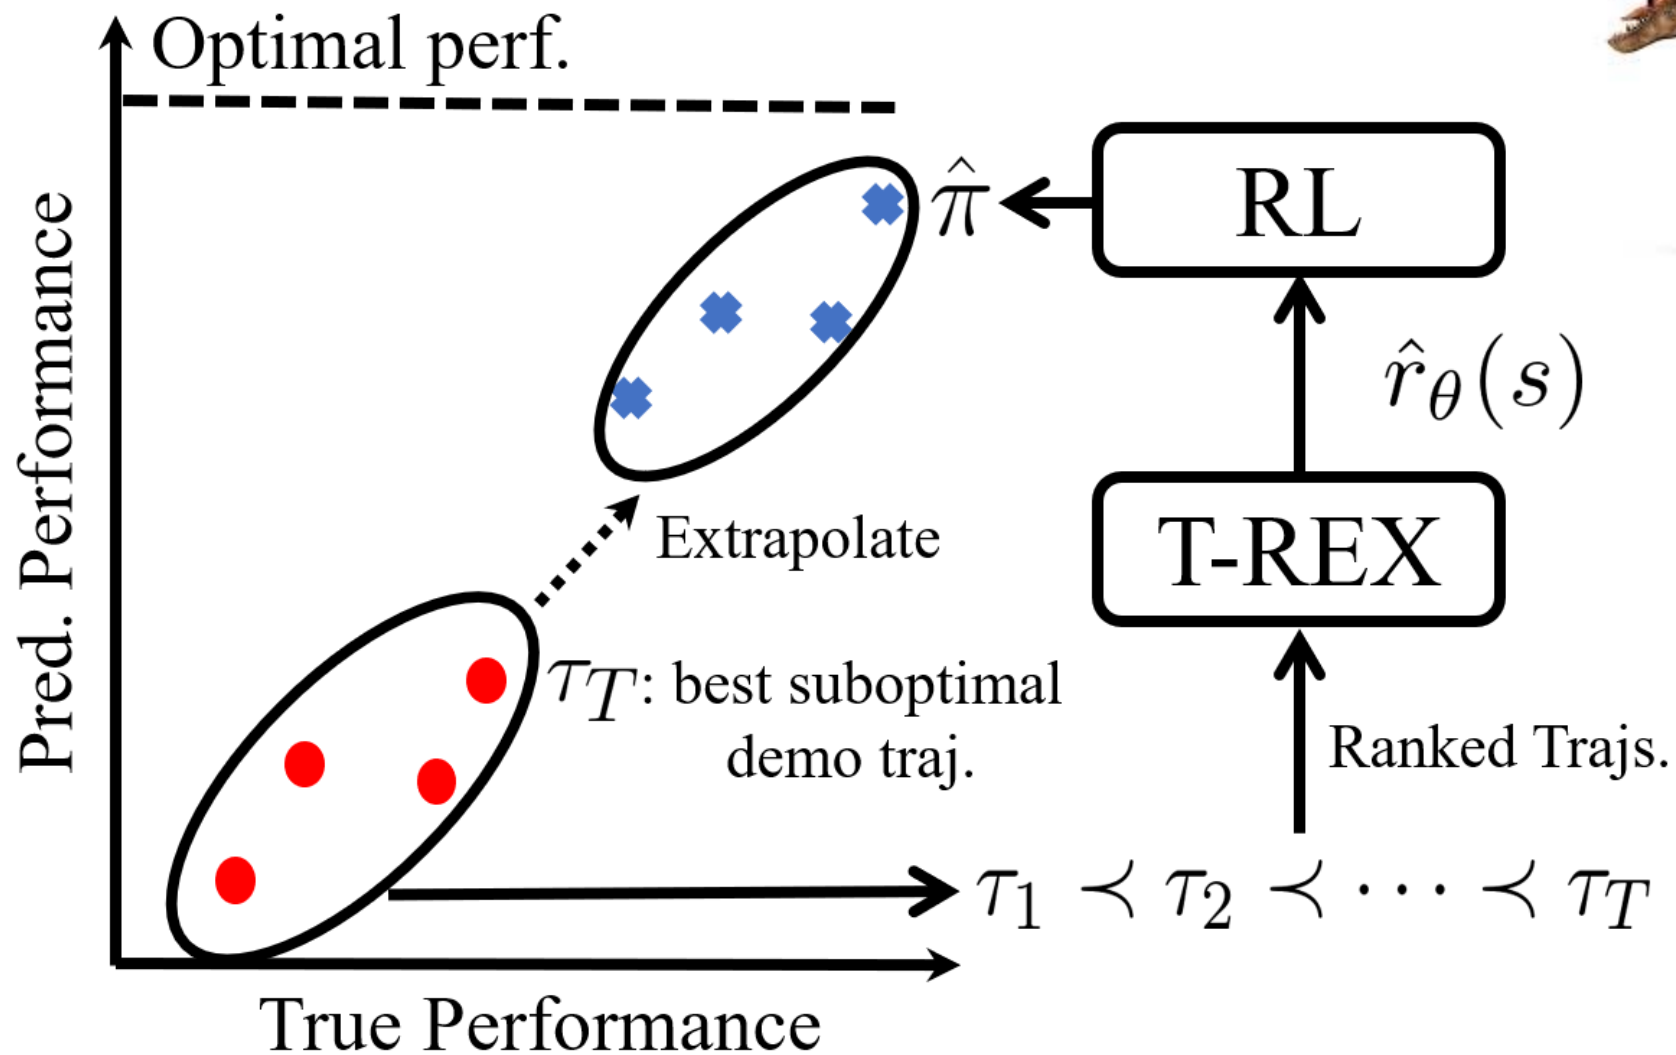 Optimal perf.
Pred. Performance
π̂
RL
r̂θ(s)
T-REX
Extrapolate
τT: best suboptimal
demo traj.
Ranked Trajs.
τ1 ≺ τ2 ≺ ⋯ ≺ τT
True Performance